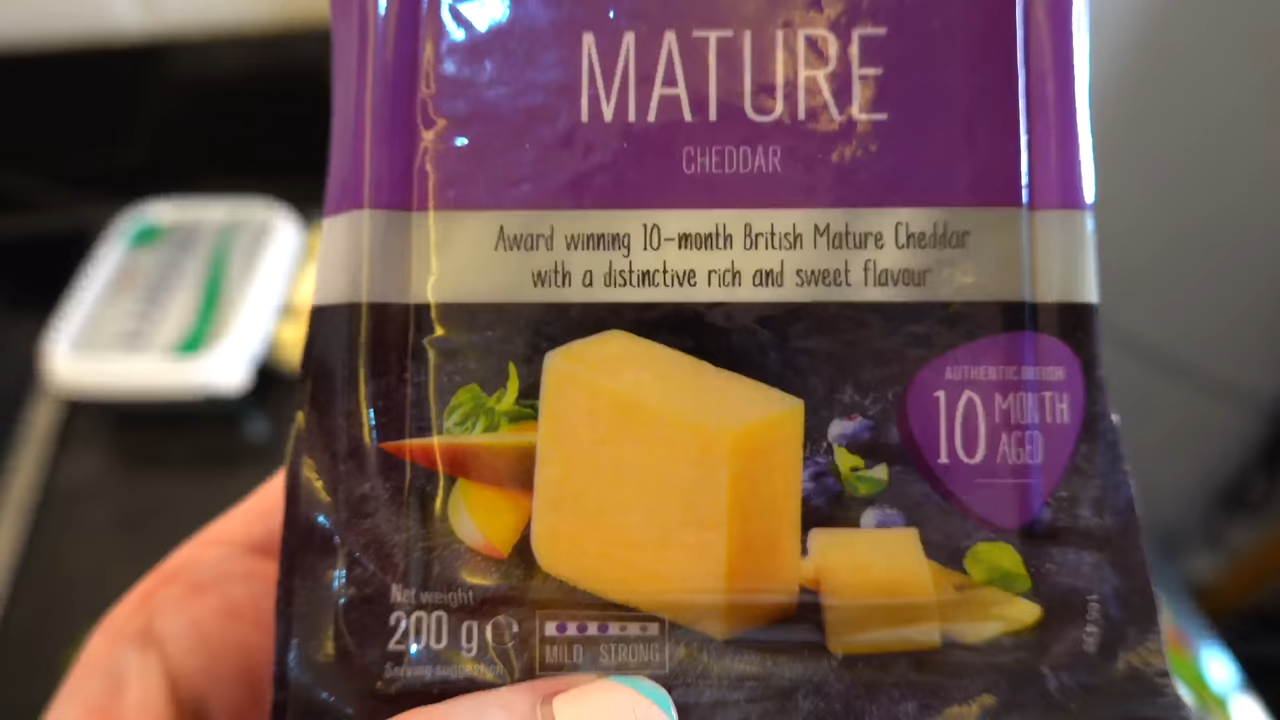 MATURE
CHEDDAR
Award winning 10-month British Mature Cheddar
with a distinctive rich and sweet flavour
AUTHENTIC BRITISH
10 MONTH
AGED
Net weight
200 g e
Serving suggestion
MILD STRONG